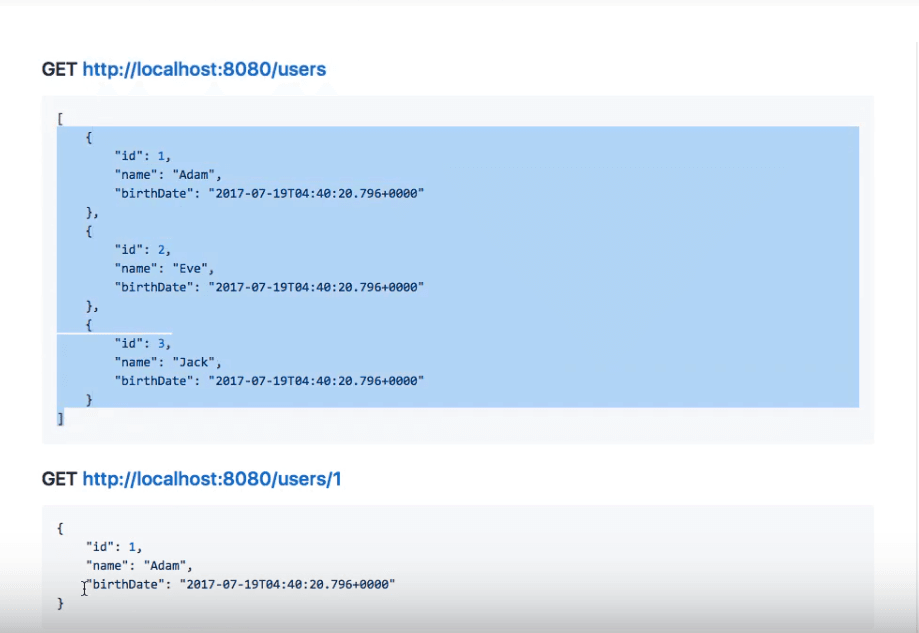 GET http://localhost:8080/users
[
    {
        "id": 1,
        "name": "Adam",
        "birthDate": "2017-07-19T04:40:20.796+0000"
    },
    {
        "id": 2,
        "name": "Eve",
        "birthDate": "2017-07-19T04:40:20.796+0000"
    },
    {
        "id": 3,
        "name": "Jack",
        "birthDate": "2017-07-19T04:40:20.796+0000"
    }
]
GET http://localhost:8080/users/1
{
    "id": 1,
    "name": "Adam",
    "birthDate": "2017-07-19T04:40:20.796+0000"
}